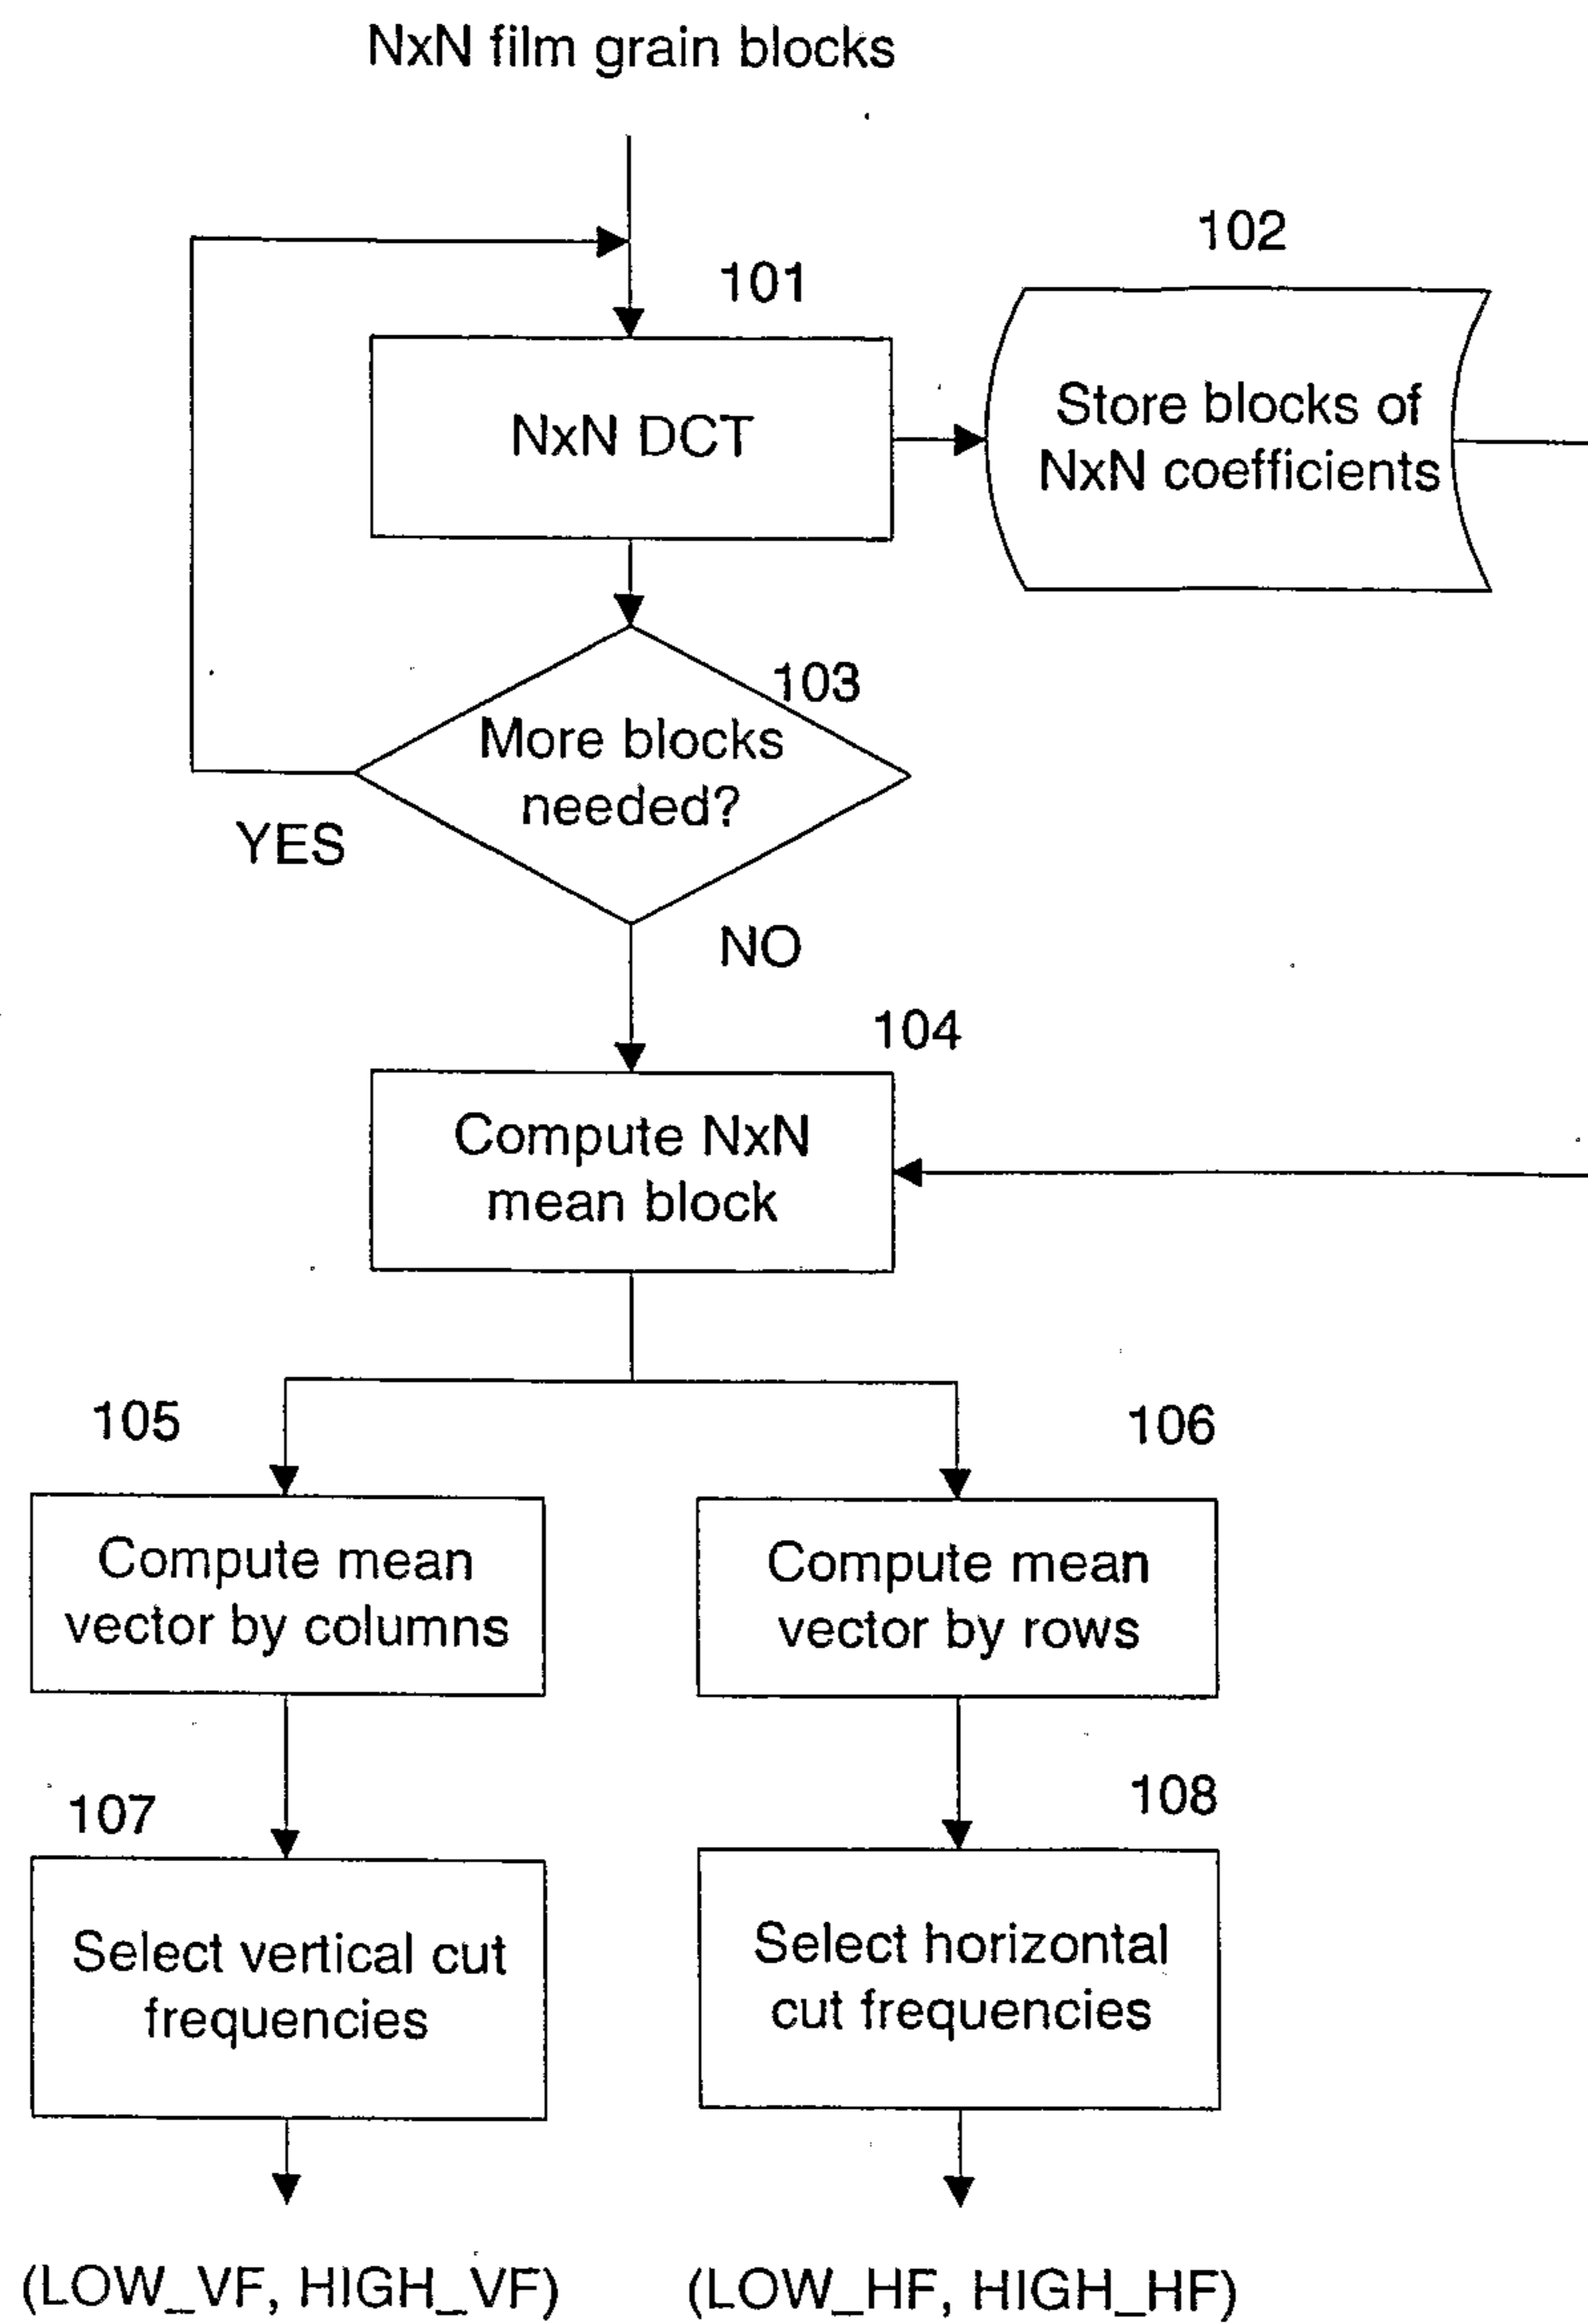 NxN film grain blocks
101
102
NxN DCT
Store blocks of
NxN coefficients
103
More blocks
needed?
YES
NO
104
Compute NxN
mean block
105
106
Compute mean
vector by columns
Compute mean
vector by rows
107
108
Select vertical cut
frequencies
Select horizontal
cut frequencies
(LOW_VF, HIGH_VF)
(LOW_HF, HIGH_HF)